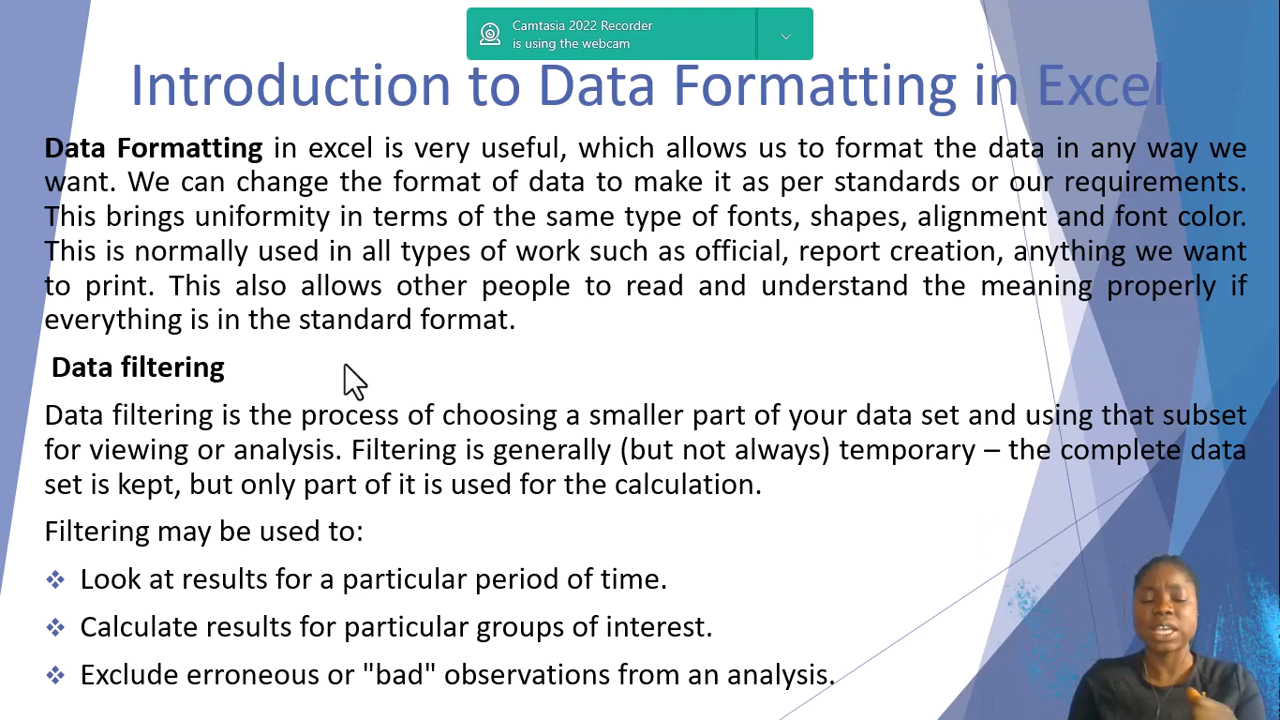 Camtasia 2022 Recorder
is using the webcam
Introduction to Data Formatting in Excel
Data Formatting in excel is very useful, which allows us to format the data in any way we
want. We can change the format of data to make it as per standards or our requirements.
This brings uniformity in terms of the same type of fonts, shapes, alignment and font color.
This is normally used in all types of work such as official, report creation, anything we want
to print. This also allows other people to read and understand the meaning properly if
everything is in the standard format.
Data filtering
Data filtering is the process of choosing a smaller part of your data set and using that subset
for viewing or analysis. Filtering is generally (but not always) temporary – the complete data
set is kept, but only part of it is used for the calculation.
Filtering may be used to:
❖ Look at results for a particular period of time.
❖ Calculate results for particular groups of interest.
❖ Exclude erroneous or "bad" observations from an analysis.